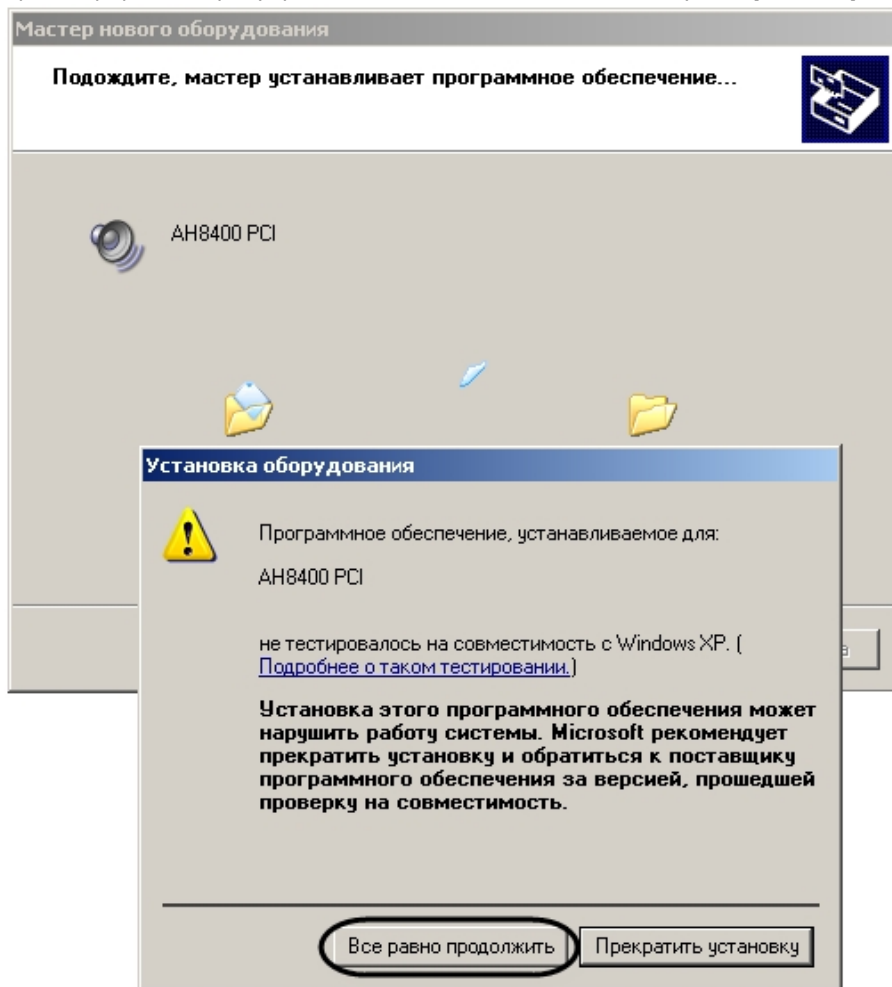 Мастер нового оборудования
Подождите, мастер устанавливает программное обеспечение...
AH8400 PCI
Установка оборудования
Программное обеспечение, устанавливаемое для:
AH8400 PCI
не тестировалось на совместимость с Windows XP. (
Подробнее о таком тестировании.)
Установка этого программного обеспечения может
нарушить работу системы. Microsoft рекомендует
прекратить установку и обратиться к поставщику
программного обеспечения за версией, прошедшей
проверку на совместимость.
Все равно продолжить
Прекратить установку